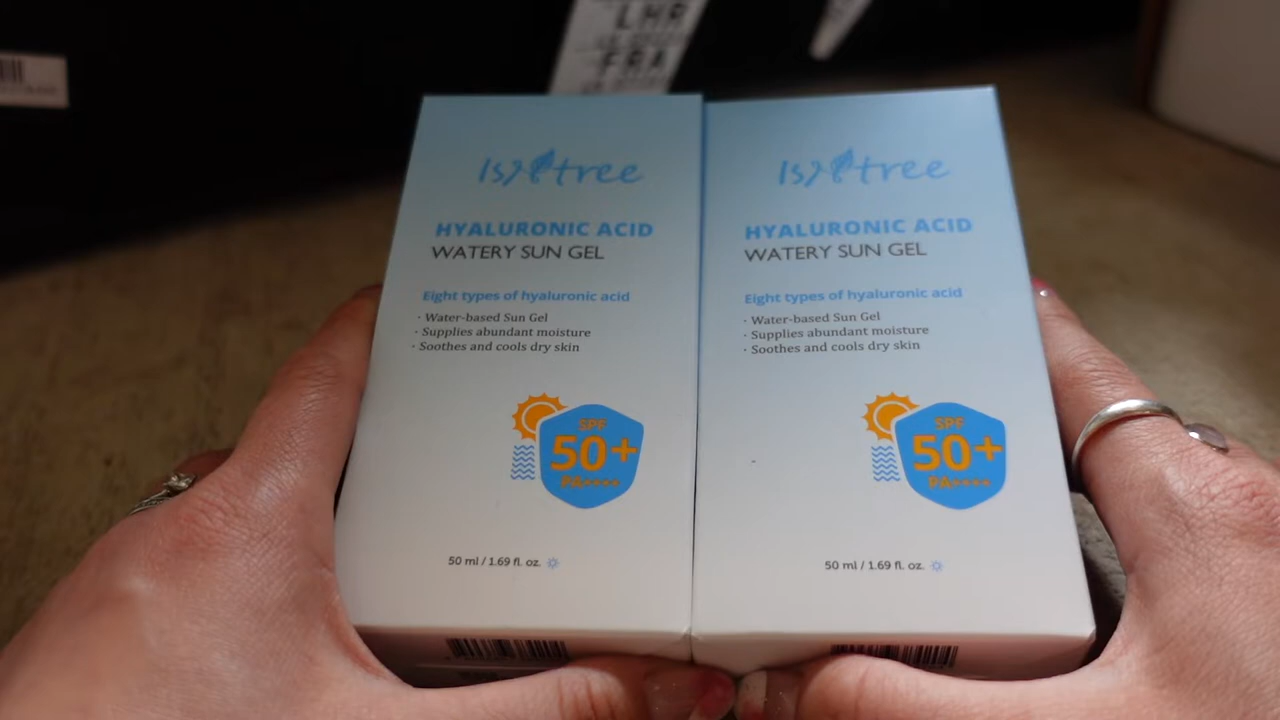 LHR
FRA
Isntree
HYALURONIC ACID
WATERY SUN GEL
Eight types of hyaluronic acid
· Water-based Sun Gel
· Supplies abundant moisture
· Soothes and cools dry skin
SPF
50+
PA++++
50 ml / 1.69 fl. oz.
Isntree
HYALURONIC ACID
WATERY SUN GEL
Eight types of hyaluronic acid
· Water-based Sun Gel
· Supplies abundant moisture
· Soothes and cools dry skin
SPF
50+
PA++++
50 ml / 1.69 fl. oz.